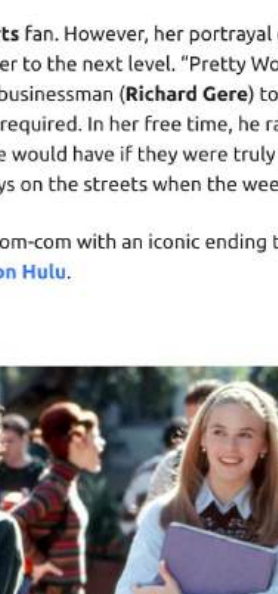 ts fan. However, her portrayal
er to the next level. “Pretty Wo
businessman (Richard Gere) to
required. In her free time, he ra
e would have if they were truly
ys on the streets when the wee
om-com with an iconic ending t
on Hulu.